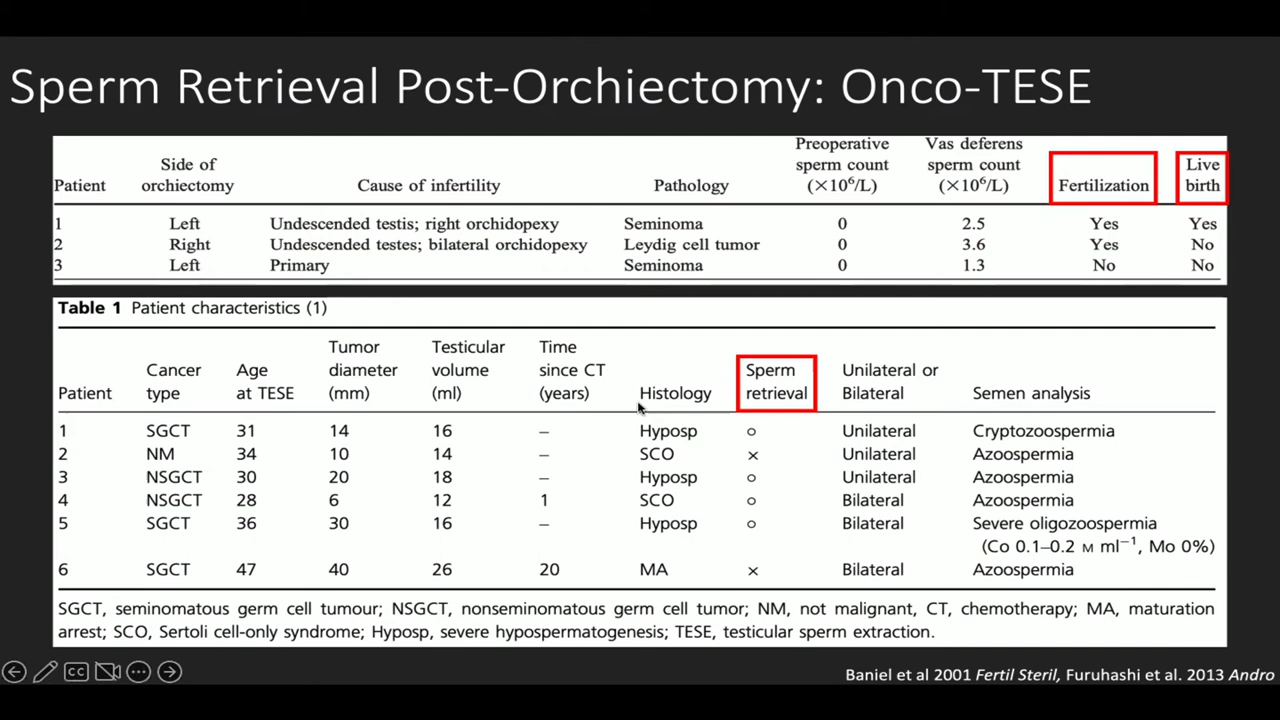 Sperm Retrieval Post-Orchiectomy: Onco-TESE
Patient Side of orchiectomy Cause of infertility Pathology Preoperative sperm count (×10⁶/L) Vas deferens sperm count (×10⁶/L) Fertilization Live birth
1 Left Undescended testis; right orchidopexy Seminoma 0 2.5 Yes Yes
2 Right Undescended testes; bilateral orchidopexy Leydig cell tumor 0 3.6 Yes No
3 Left Primary Seminoma 0 1.3 No No
Table 1 Patient characteristics (1)
Patient Cancer type Age at TESE Tumor diameter (mm) Testicular volume (ml) Time since CT (years) Histology Sperm retrieval Unilateral or Bilateral Semen analysis
1 SGCT 31 14 16 – Hyposp ○ Unilateral Cryptozoospermia
2 NM 34 10 14 – SCO × Unilateral Azoospermia
3 NSGCT 30 20 18 – Hyposp ○ Unilateral Azoospermia
4 NSGCT 28 6 12 1 SCO ○ Bilateral Azoospermia
5 SGCT 36 30 16 – Hyposp ○ Bilateral Severe oligozoospermia
(Co 0.1–0.2 M ml⁻¹, Mo 0%)
6 SGCT 47 40 26 20 MA × Bilateral Azoospermia
SGCT, seminomatous germ cell tumour; NSGCT, nonseminomatous germ cell tumor; NM, not malignant, CT, chemotherapy; MA, maturation
arrest; SCO, Sertoli cell-only syndrome; Hyposp, severe hypospermatogenesis; TESE, testicular sperm extraction.
CC
Baniel et al 2001 Fertil Steril, Furuhashi et al. 2013 Andro